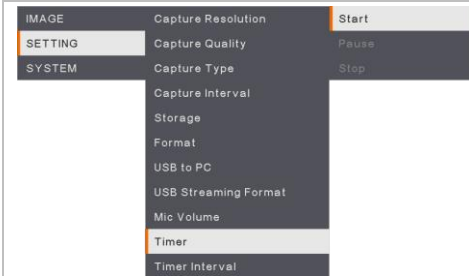 IMAGE
SETTING
SYSTEM
Capture Resolution
Capture Quality
Capture Type
Capture Interval
Storage
Format
USB to PC
USB Streaming Format
Mic Volume
Timer
Timer Interval
Start
Pause
Stop